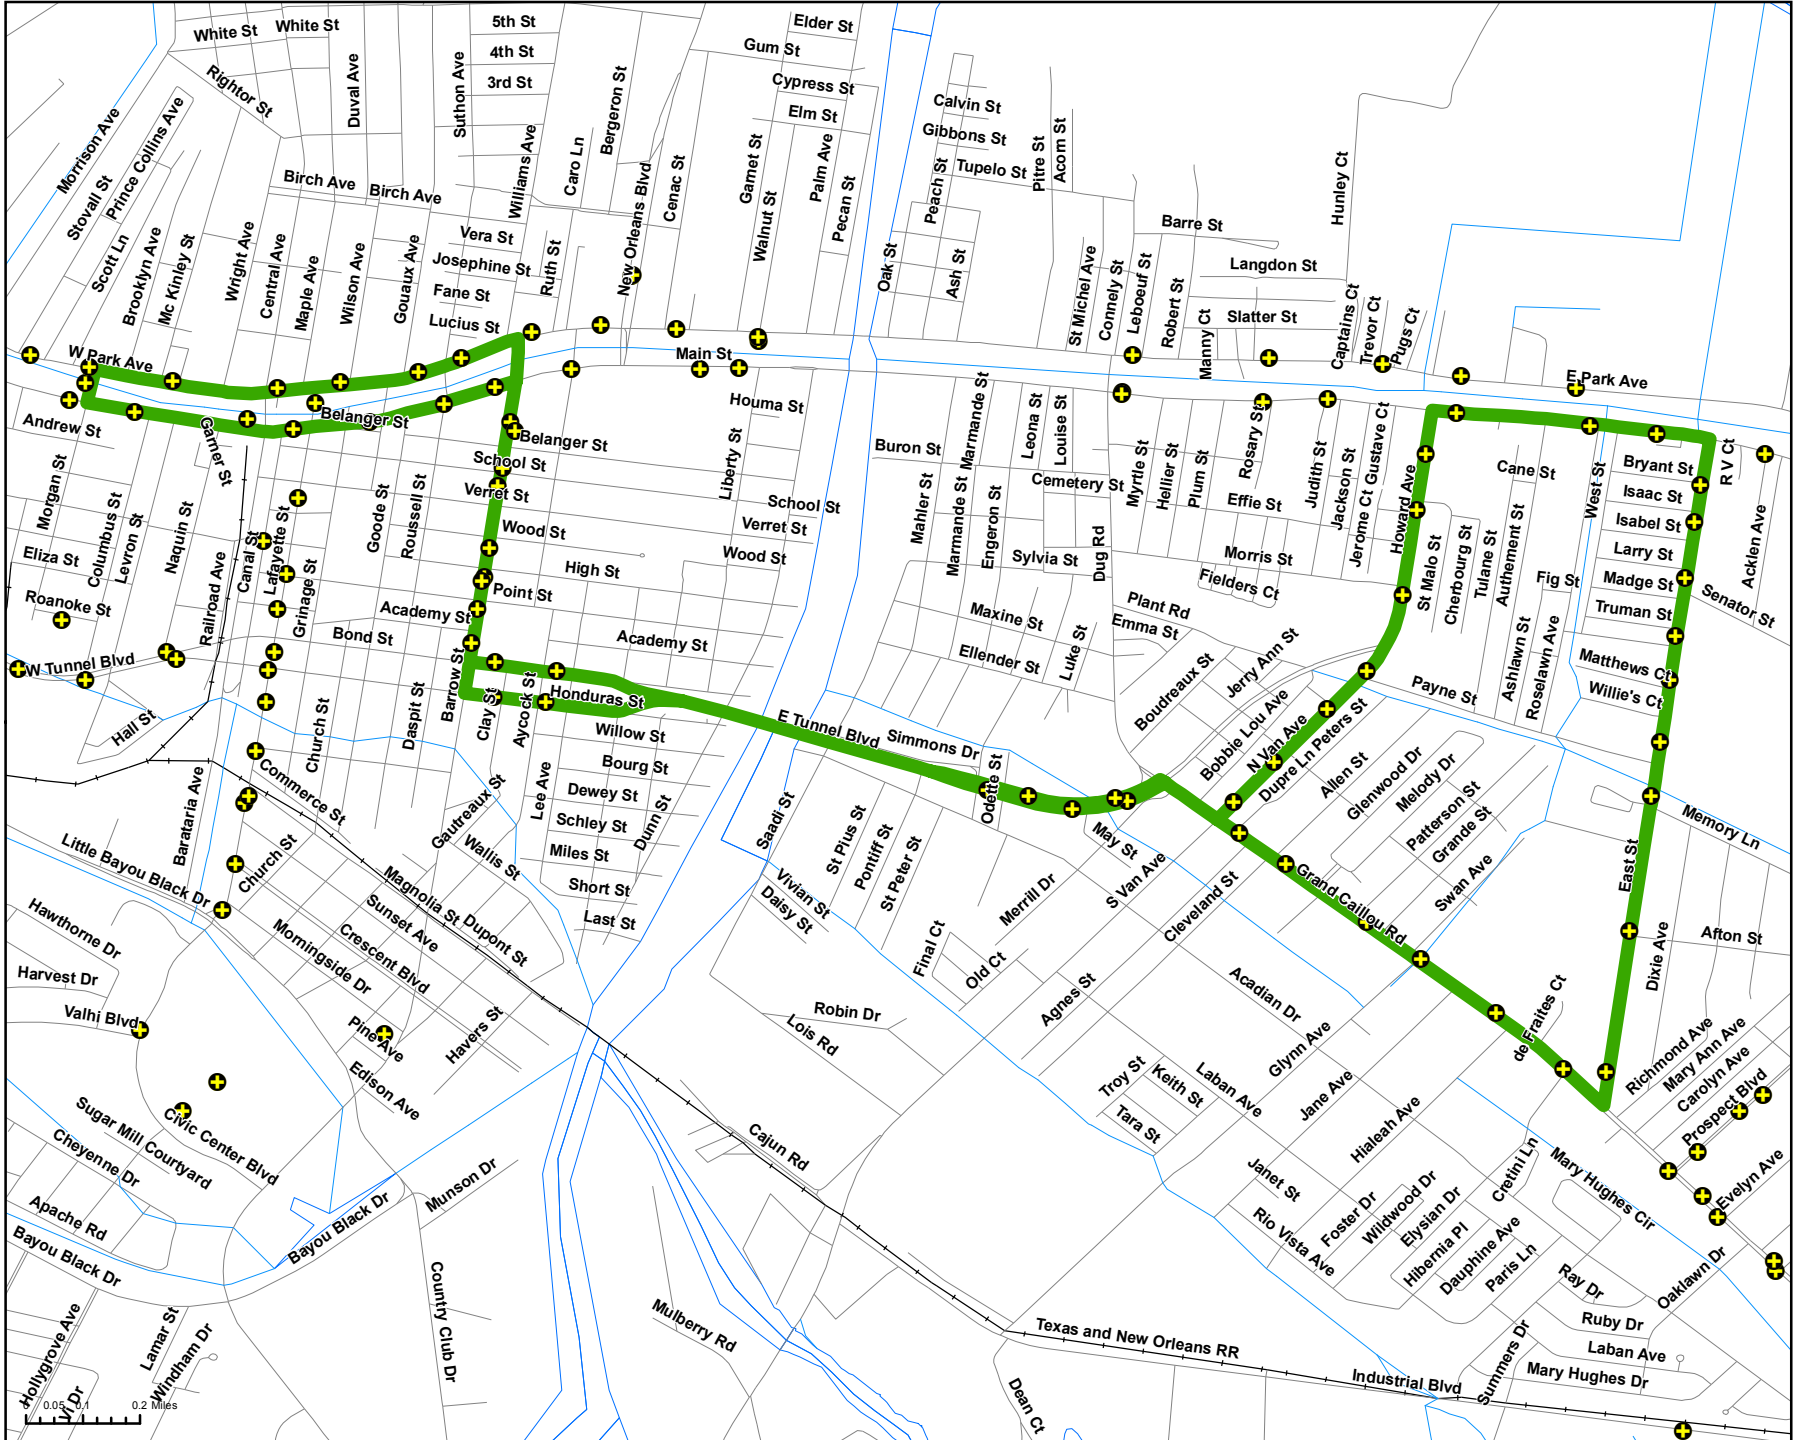 White St
White St
5th St
4th St
3rd St
Elder St
Gum St
Cypress St
Elm St
Rightor St
Duval Ave
Suthon Ave
Williams Ave
Caro Ln
Bergeron St
New Orleans Blvd
Cenac St
Garnet St
Walnut St
Palm Ave
Pecan St
Calvin St
Gibbons St
Tupelo St
Pitre St
Acorn St
Peach St
Ash St
Oak St
Hunley Ct
Barre St
Langdon St
Slatter St
St Michel Ave
Connely St
Leboeuf St
Robert St
Manny Ct
Captains Ct
Trevor Ct
Pugs Ct
Morrison Ave
Prince Collins Ave
Stovall St
Scott Ln
Brooklyn Ave
Mc Kinley St
Wright Ave
Central Ave
Maple Ave
Wilson Ave
Gouaux Ave
Birch Ave
Birch Ave
Vera St
Josephine St
Fane St
Lucius St
Ruth St
W Park Ave
Main St
E Park Ave
Belanger St
Belanger St
Andrew St
Garner St
School St
School St
Verret St
Verret St
Wood St
Wood St
Houma St
Liberty St
High St
Point St
Academy St
Academy St
Bond St
Morgan St
Columbus St
Levron St
Naquin St
Railroad Ave
Canal St
Lafayette St
Grinage St
Goode St
Roussell St
Eliza St
Roanoke St
W Tunnel Blvd
Hall St
Barataria Ave
Church St
Daspit St
Barrow St
Clay St
Aycock St
Honduras St
Willow St
Bourg St
Dewey St
Schley St
Miles St
Short St
Last St
Lee Ave
Dunn St
Gautreaux St
Wallis St
Commerce St
Church St
Magnolia St
Dupont St
Sunset Ave
Crescent Blvd
Morningside Dr
Havers St
Pine Ave
Edison Ave
Little Bayou Black Dr
Hawthorne Dr
Harvest Dr
Valhi Blvd
Civic Center Blvd
Sugar Mill Courtyard
Cheyenne Dr
Apache Rd
Bayou Black Dr
Bayou Black Dr
Munson Dr
Country Club Dr
Hollygrove Ave
Lamar St
Windham Dr
Vi Dr
0 0.05 0.1 0.2 Miles
Mulberry Rd
Cajun Rd
Texas and New Orleans RR
Industrial Blvd
Dean Ct
Buron St
Mahler St
Marmande St
Marmande St
Engeron St
Leona St
Louise St
Cemetery St
Sylvia St
Dug Rd
Maxine St
Ellender St
Luke St
Myrtle St
Hellier St
Plum St
Rosary St
Effie St
Morris St
Fielders Ct
Judith St
Jackson St
Jerome Ct
Gustave Ct
Howard Ave
St Malo St
Cherbourg St
Tulane St
Authement St
Cane St
West St
Fig St
Ashlawn St
Roselawn Ave
Bryant St
Isaac St
Isabel St
Larry St
Madge St
Truman St
Matthews Ct
Willie's Ct
R V Ct
Acklen Ave
Senator St
Plant Rd
Emma St
Boudreaux St
Jerry Ann St
Bobbie Lou Ave
N Van Ave
Dupre Ln
Peters St
Payne St
Allen St
Glenwood Dr
Melody Dr
Patterson St
Grande St
Swan Ave
East St
Memory Ln
Dixie Ave
Afton St
E Tunnel Blvd
Simmons Dr
Odette St
Saadi St
St Pius St
Pontiff St
St Peter St
Vivian St
Daisy St
May St
S Van Ave
Merrill Dr
Final Ct
Old Ct
Cleveland St
Agnes St
Grand Caillou Rd
Acadian Dr
Glynn Ave
Robin Dr
Lois Rd
Troy St
Keith St
Tara St
Laban Ave
Jane Ave
Hialeah Ave
de Fraites Ct
Richmond Ave
Mary Ann Ave
Carolyn Ave
Prospect Blvd
Evelyn Ave
Oaklawn Dr
Cretini Ln
Mary Hughes Cir
Janet St
Rio Vista Ave
Foster Dr
Wildwood Dr
Elysian Dr
Hibernia Pl
Dauphine Ave
Paris Ln
Ray Dr
Ruby Dr
Laban Ave
Mary Hughes Dr
Summers Dr